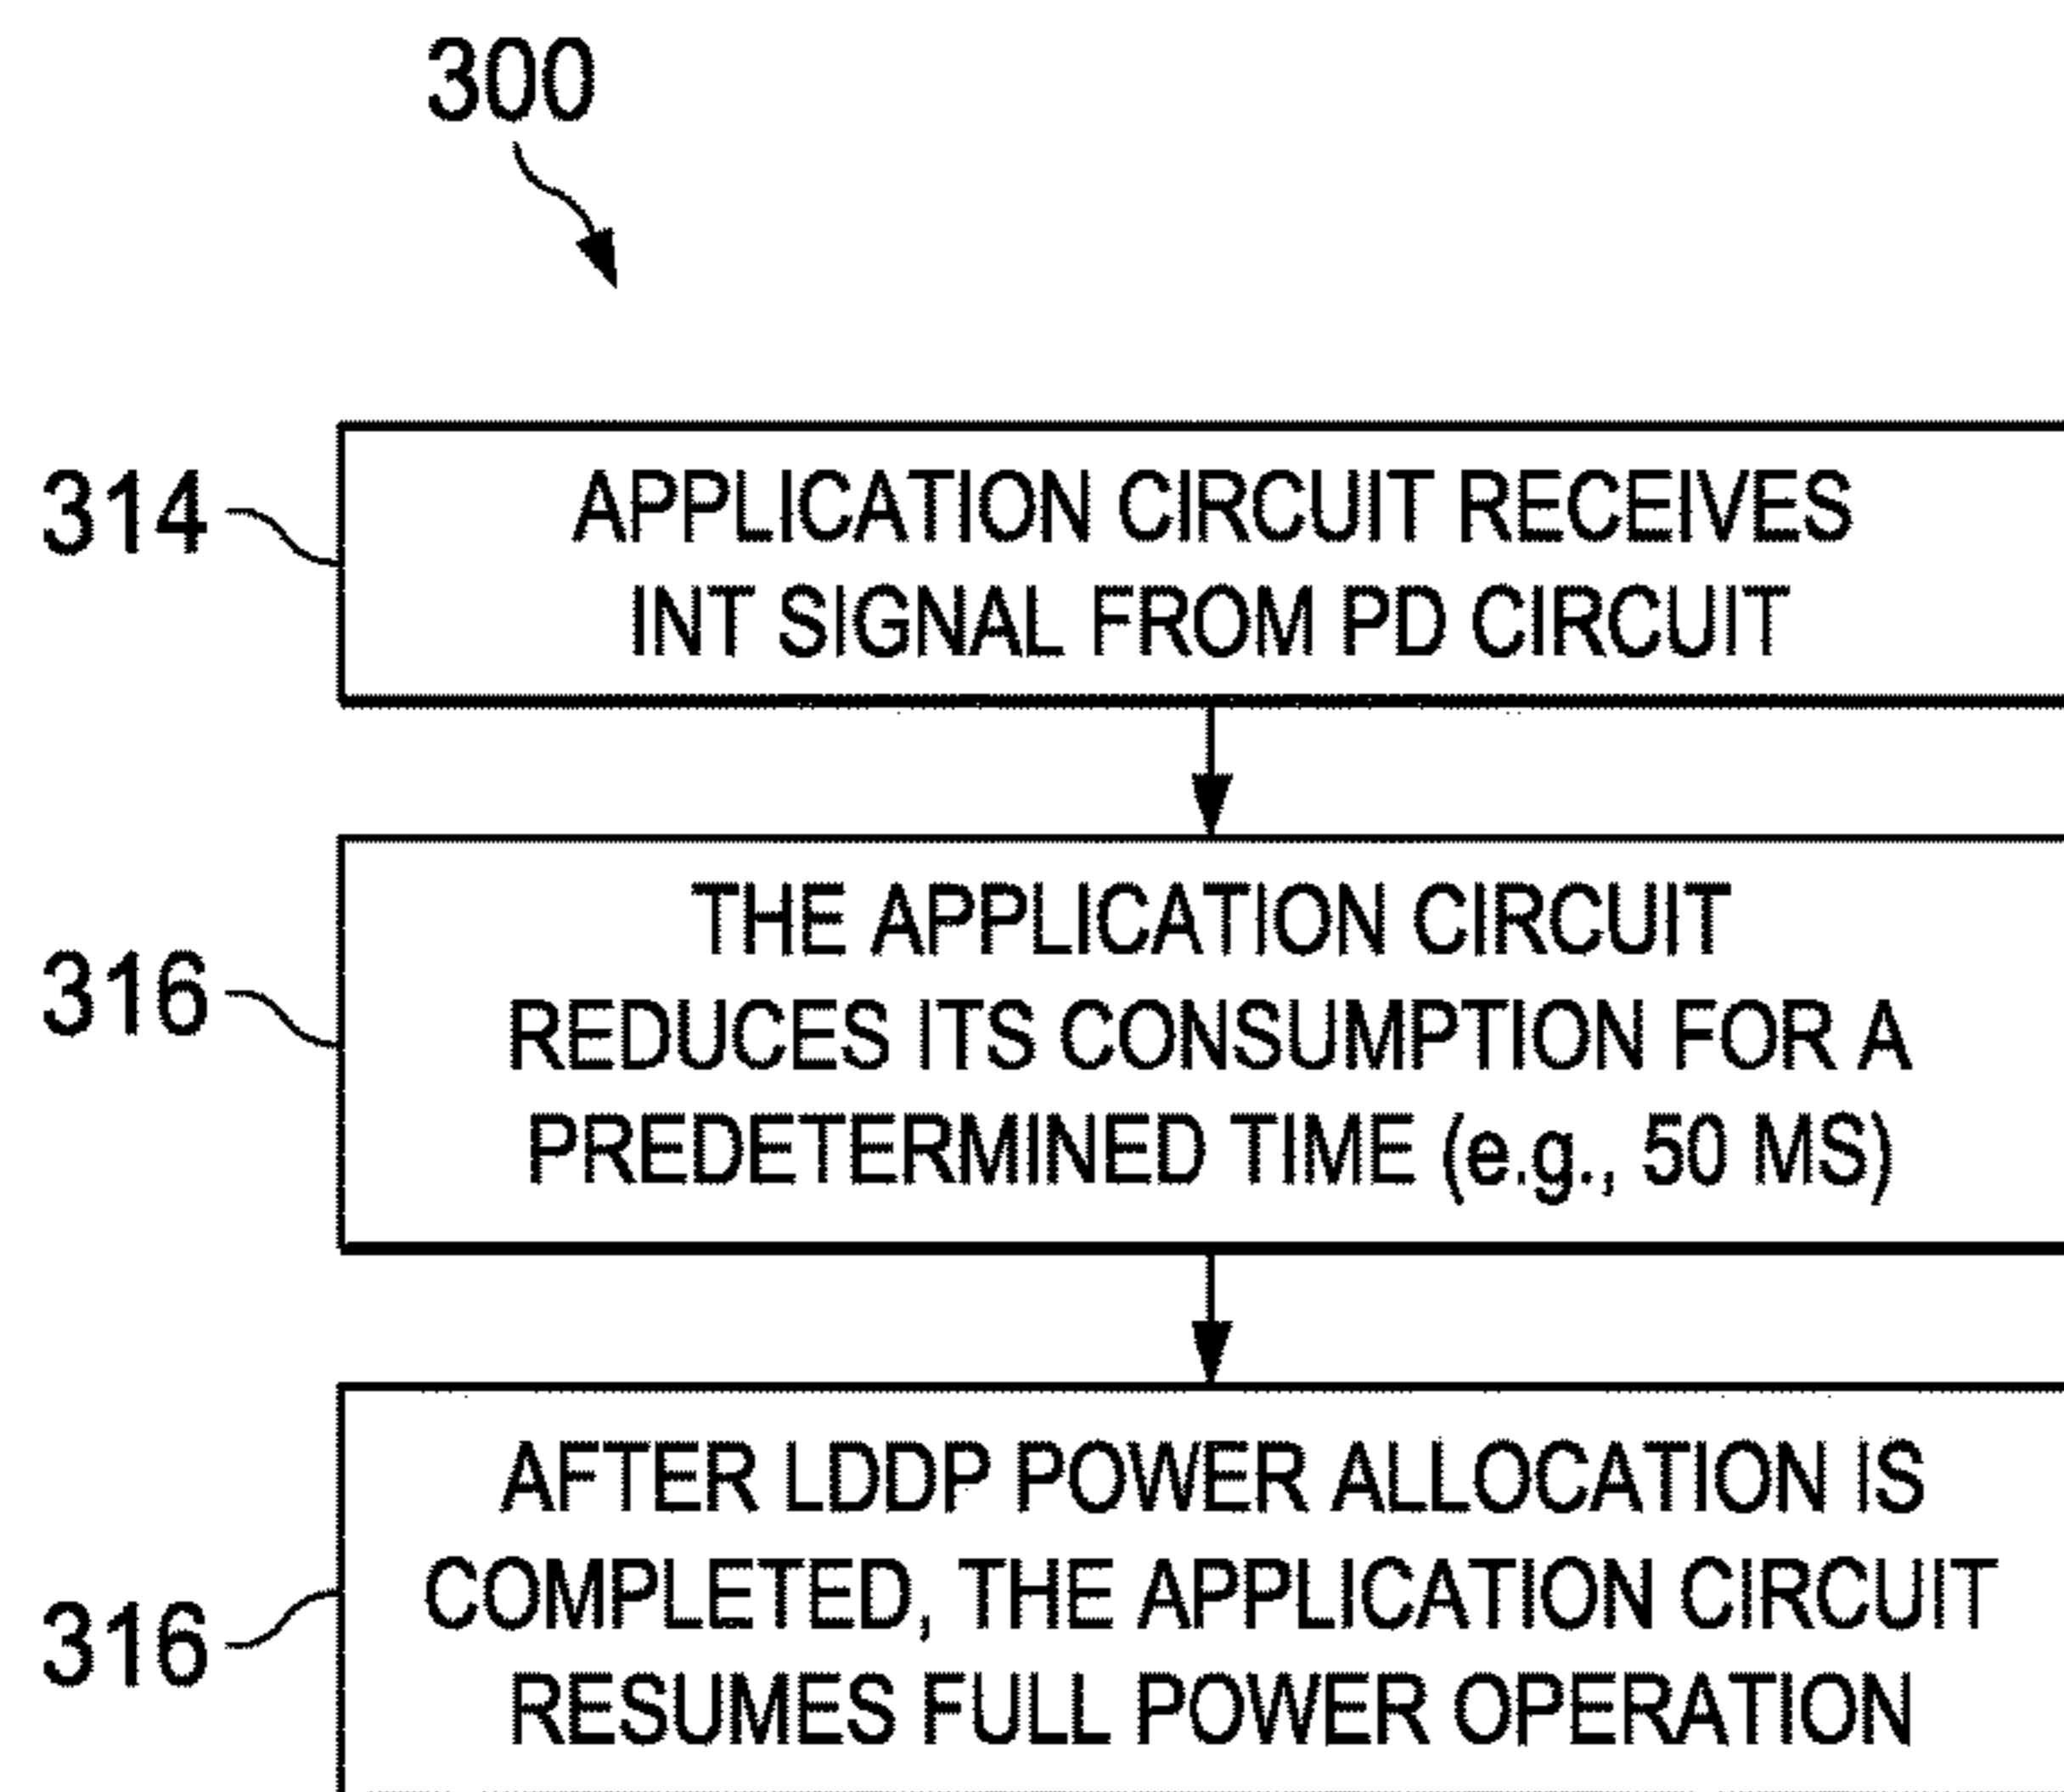 300
314
APPLICATION CIRCUIT RECEIVES
INT SIGNAL FROM PD CIRCUIT
316
THE APPLICATION CIRCUIT
REDUCES ITS CONSUMPTION FOR A
PREDETERMINED TIME (e.g., 50 MS)
316
AFTER LDDP POWER ALLOCATION IS
COMPLETED, THE APPLICATION CIRCUIT
RESUMES FULL POWER OPERATION